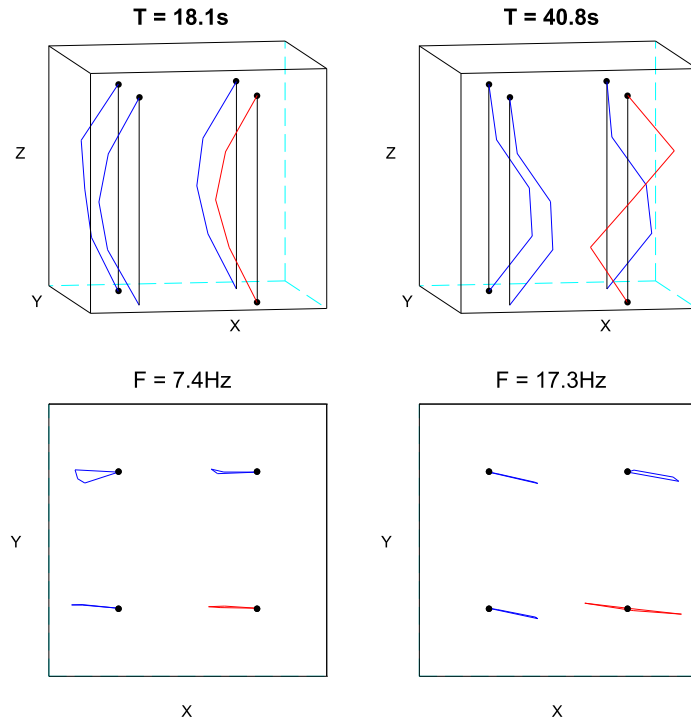 T = 18.1s
T = 40.8s
Z
Z
Y
X
Y
X
F = 7.4Hz
F = 17.3Hz
Y
Y
X
X